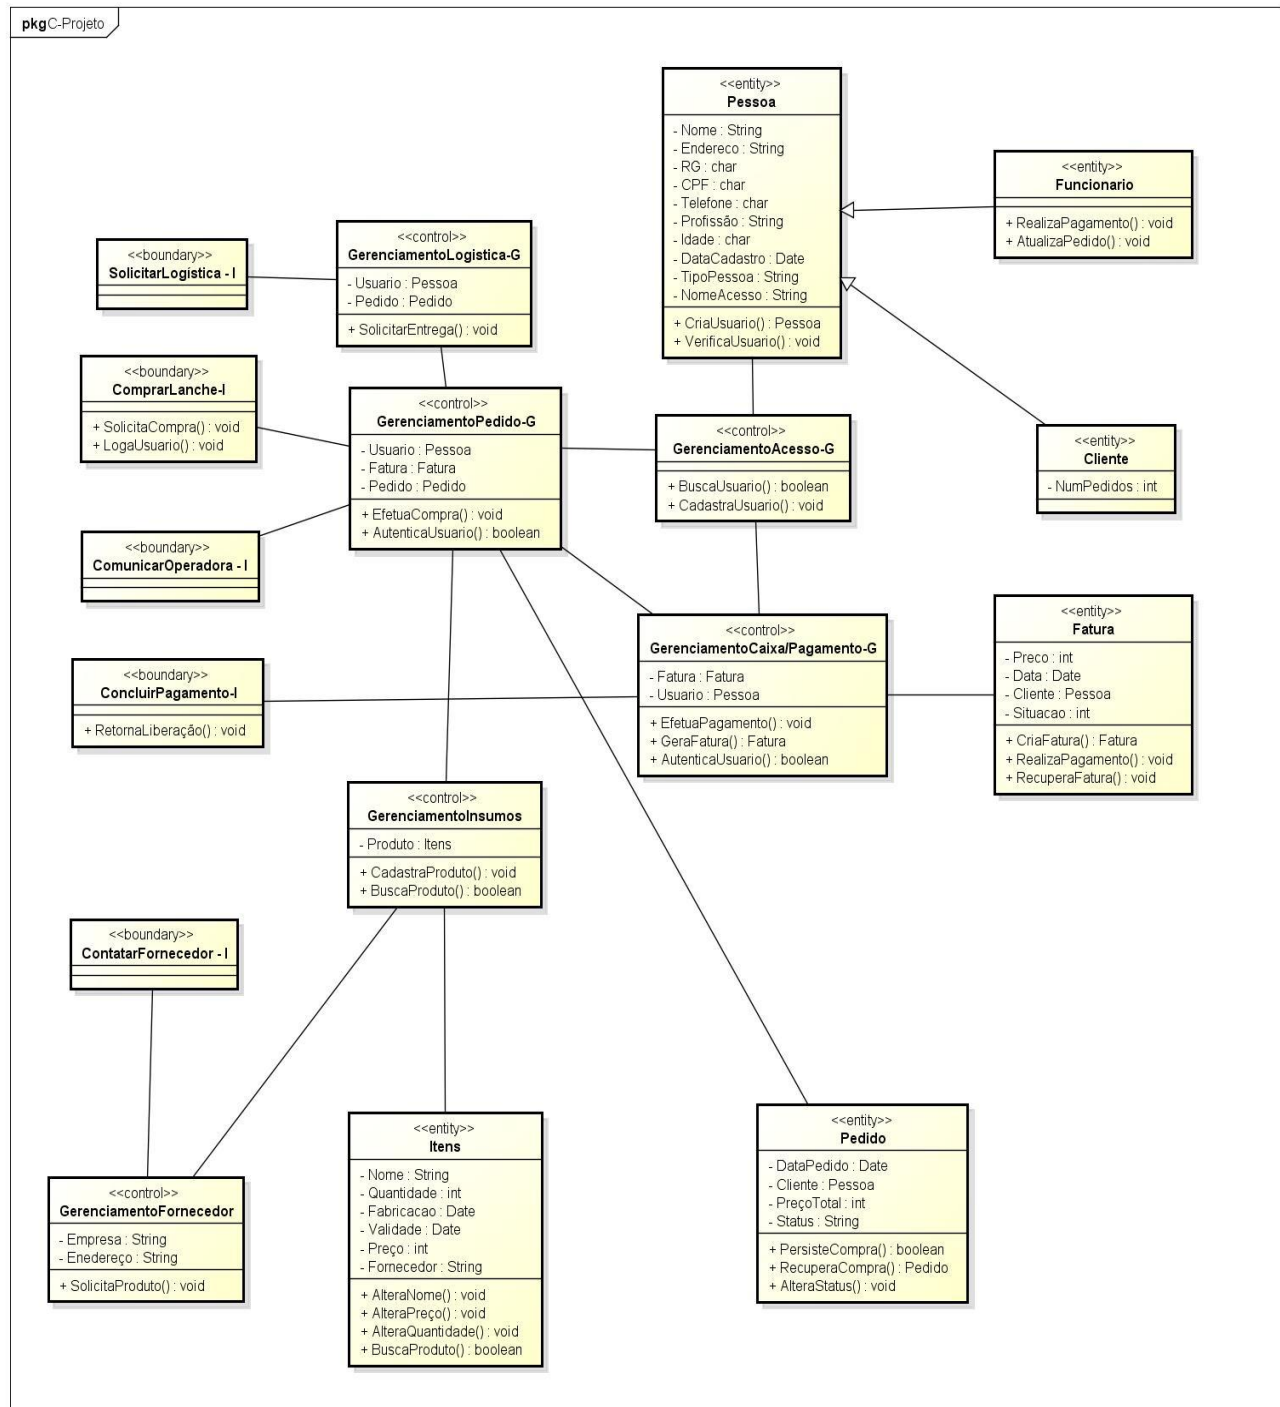 pkg C-Projeto
<<entity>>
Pessoa
- Nome : String
- Endereco : String
- RG : char
- CPF : char
- Telefone : char
- Profissão : String
- Idade : char
- DataCadastro : Date
- TipoPessoa : String
- NomeAcesso : String
+ CriaUsuario() : Pessoa
+ VerificaUsuario() : void
<<entity>>
Funcionario
+ RealizaPagamento() : void
+ AtualizaPedido() : void
<<boundary>>
SolicitarLogística - I
<<control>>
GerenciamentoLogistica-G
- Usuario : Pessoa
- Pedido : Pedido
+ SolicitarEntrega() : void
<<boundary>>
ComprarLanche-I
+ SolicitaCompra() : void
+ LogaUsuario() : void
<<control>>
GerenciamentoPedido-G
- Usuario : Pessoa
- Fatura : Fatura
- Pedido : Pedido
+ EfetuaCompra() : void
+ AutenticaUsuario() : boolean
<<control>>
GerenciamentoAcesso-G
+ BuscaUsuario() : boolean
+ CadastraUsuario() : void
<<entity>>
Cliente
- NumPedidos : int
<<boundary>>
ComunicarOperadora - I
<<boundary>>
ConcluirPagamento-I
+ RetornaLiberação() : void
<<control>>
GerenciamentoCaixa/Pagamento-G
- Fatura : Fatura
- Usuario : Pessoa
+ EfetuaPagamento() : void
+ GeraFatura() : Fatura
+ AutenticaUsuario() : boolean
<<entity>>
Fatura
- Preco : int
- Data : Date
- Cliente : Pessoa
- Situacao : int
+ CriaFatura() : Fatura
+ RealizaPagamento() : void
+ RecuperaFatura() : void
<<control>>
GerenciamentoInsumos
- Produto : Itens
+ CadastraProduto() : void
+ BuscaProduto() : boolean
<<boundary>>
ContatarFornecedor - I
<<control>>
GerenciamentoFornecedor
- Empresa : String
- Enedereço : String
+ SolicitaProduto() : void
<<entity>>
Itens
- Nome : String
- Quantidade : int
- Fabricacao : Date
- Validade : Date
- Preço : int
- Fornecedor : String
+ AlteraNome() : void
+ AlteraPreço() : void
+ AlteraQuantidade() : void
+ BuscaProduto() : boolean
<<entity>>
Pedido
- DataPedido : Date
- Cliente : Pessoa
- PreçoTotal : int
- Status : String
+ PersisteCompra() : boolean
+ RecuperaCompra() : Pedido
+ AlteraStatus() : void